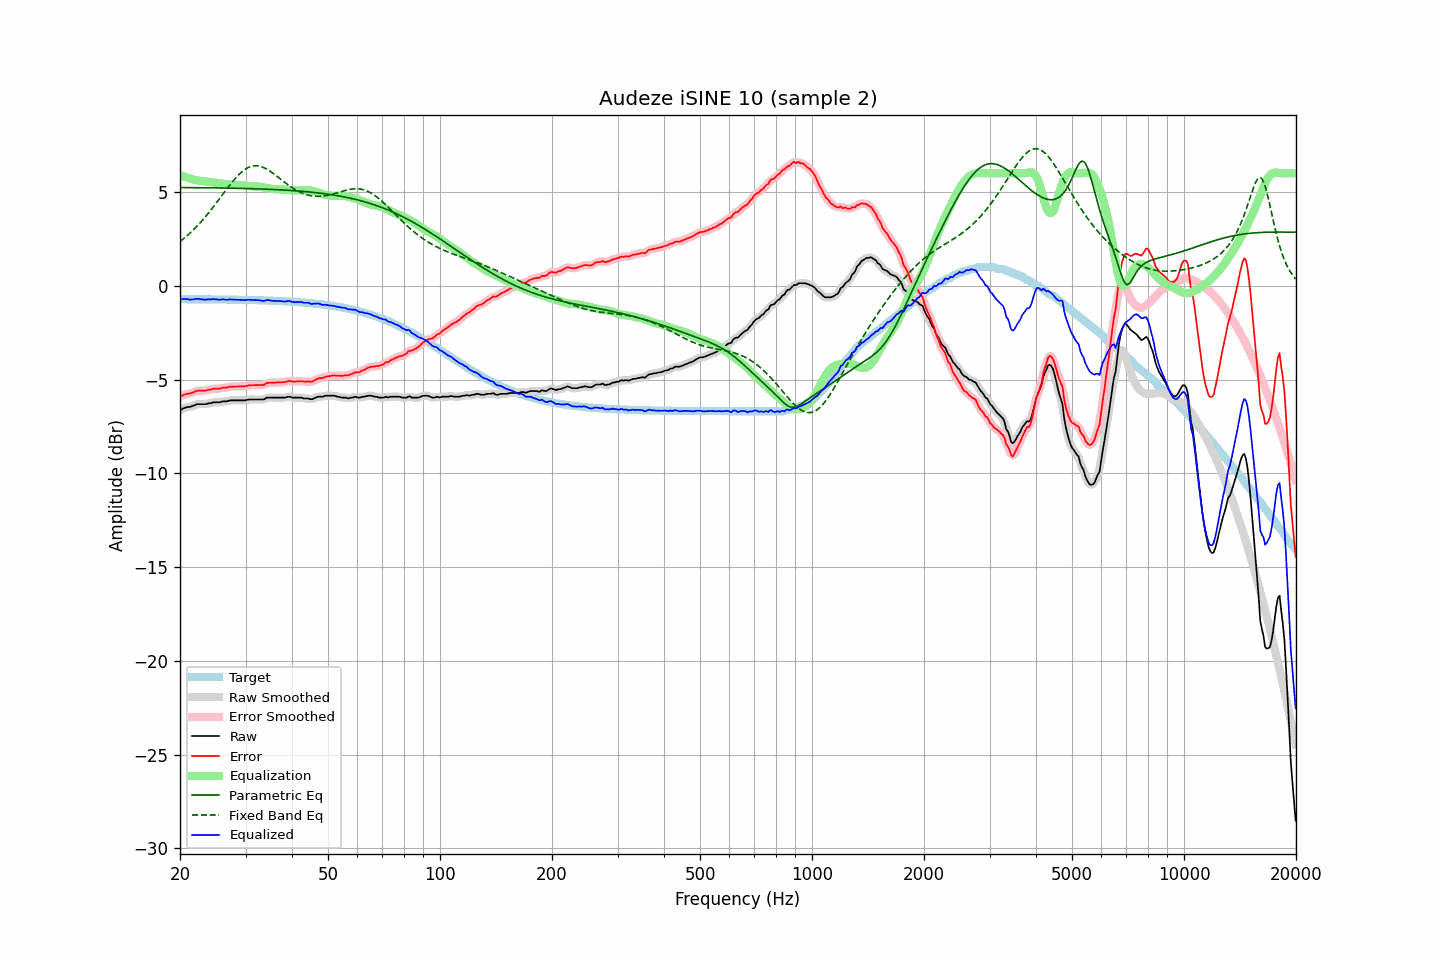 Audeze iSINE 10 (sample 2)
Amplitude (dBr)
5
0
−5
−10
−15
−20
−25
−30
Target
Raw Smoothed
Error Smoothed
Raw
Error
Equalization
Parametric Eq
Fixed Band Eq
Equalized
20
50
100
200
500
1000
2000
5000
10000
20000
Frequency (Hz)